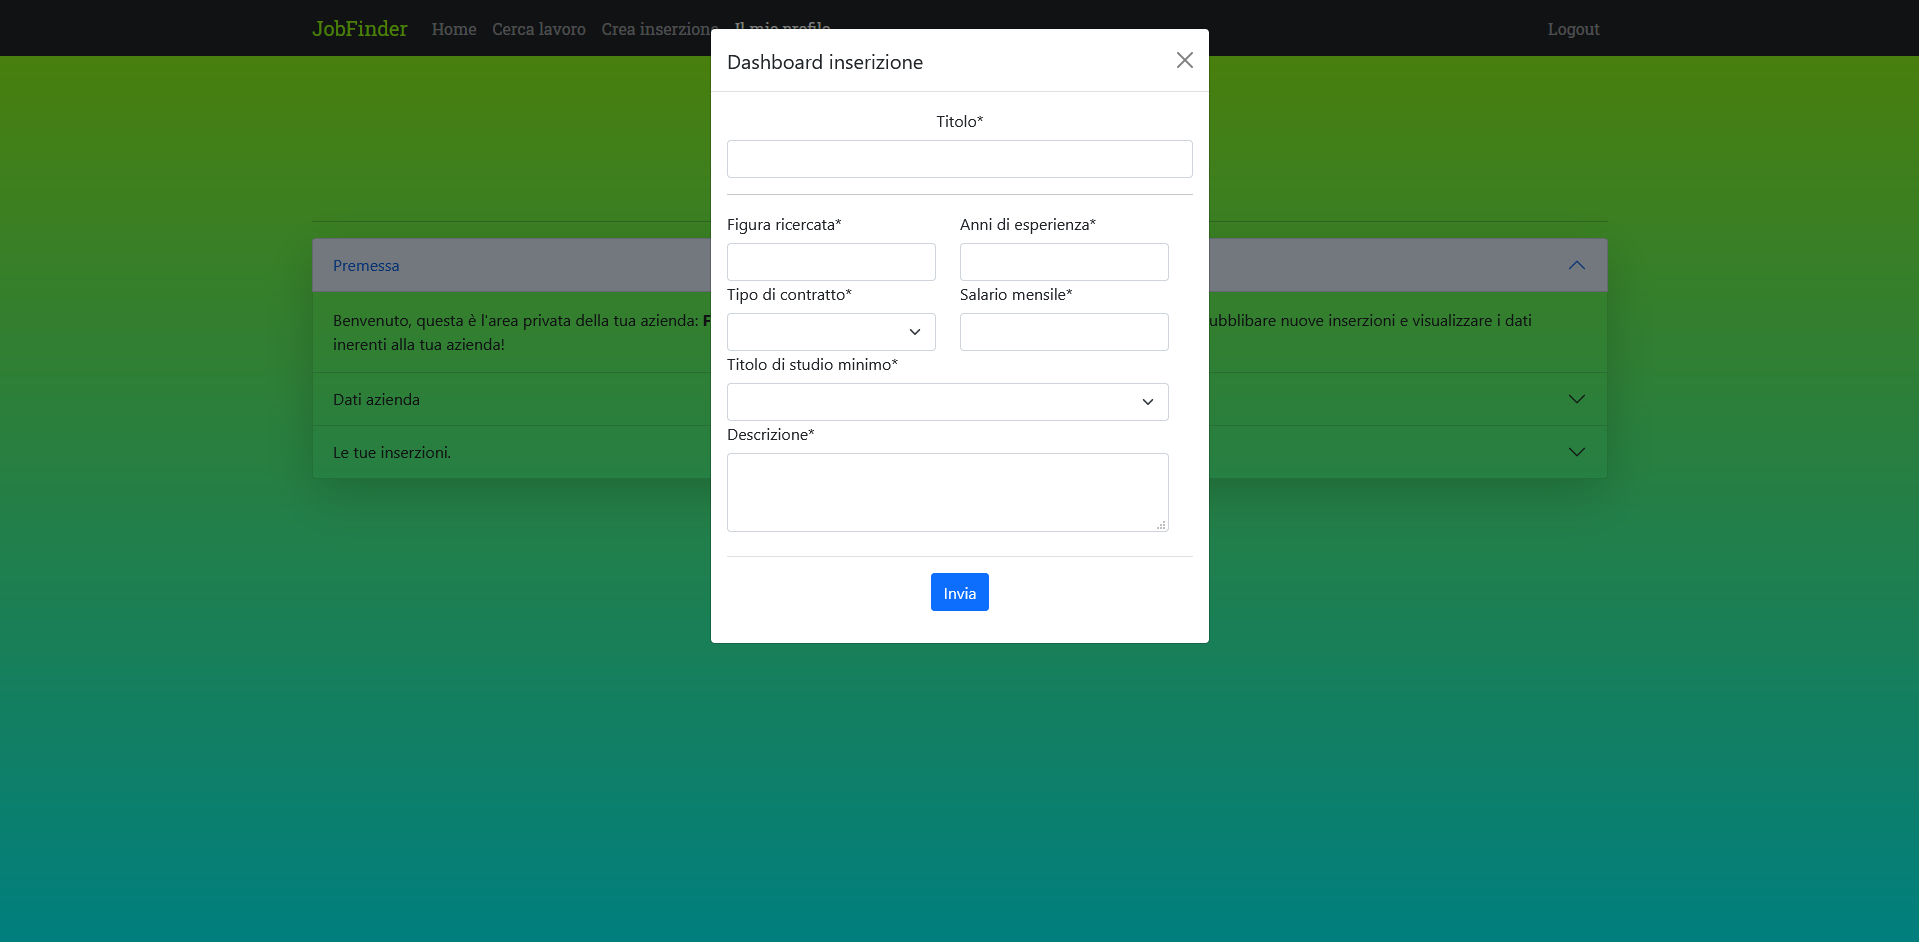 JobFinder Home Cerca lavoro Crea inserzione Il mio profilo Logout
Dashboard inserizione
Titolo*
Figura ricercata* Anni di esperienza*
Tipo di contratto* Salario mensile*
Titolo di studio minimo*
Descrizione*
Invia
Premessa
Benvenuto, questa è l'area privata della tua azienda: ubblibare nuove inserzioni e visualizzare i dati
inerenti alla tua azienda!
Dati azienda
Le tue inserzioni.